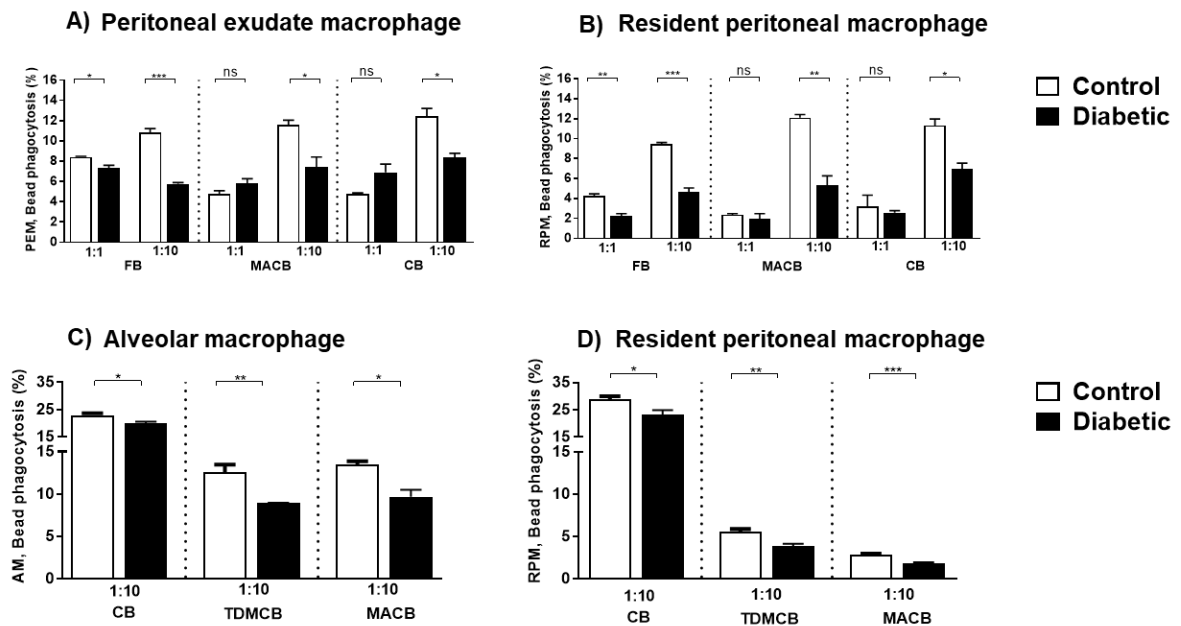 A) Peritoneal exudate macrophage
PEM, Bead phagocytosis (%)
16
14
12
10
8
6
4
2
0
* *** ns * ns *
1:1 1:10 1:1 1:10 1:1 1:10
FB MACB CB
B) Resident peritoneal macrophage
RPM, Bead phagocytosis (%)
16
14
12
10
8
6
4
2
0
** *** ns ** ns *
1:1 1:10 1:1 1:10 1:1 1:10
FB MACB CB
Control
Diabetic
C) Alveolar macrophage
AM, Bead phagocytosis (%)
35
25
15
15
10
5
0
* ** *
1:10 1:10 1:10
CB TDMCB MACB
D) Resident peritoneal macrophage
RPM, Bead phagocytosis (%)
35
25
15
15
10
5
0
* ** ***
1:10 1:10 1:10
CB TDMCB MACB
Control
Diabetic